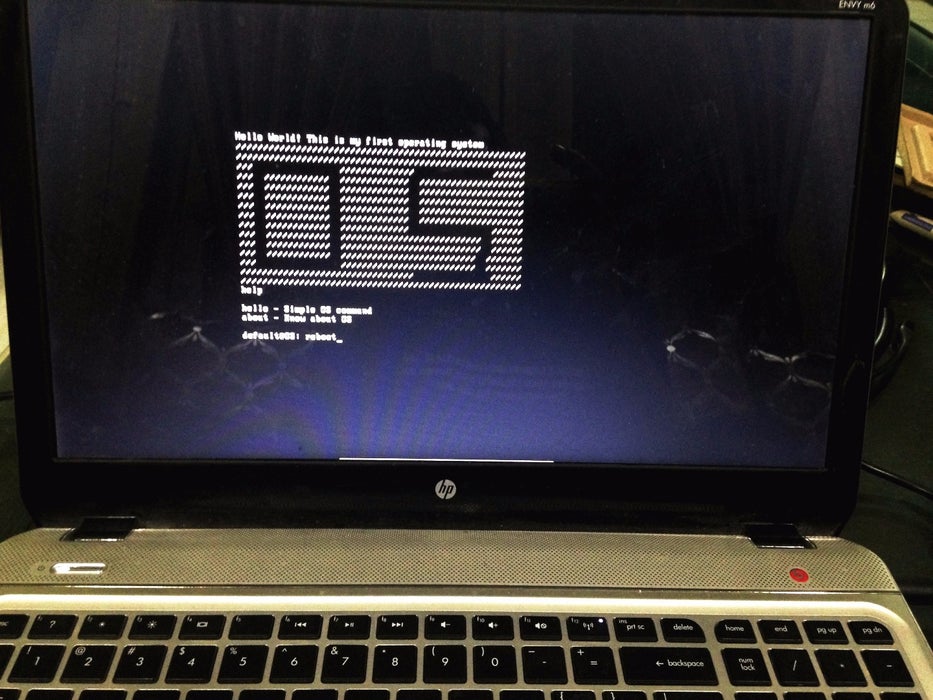 ENVY m6
Hello World! This is my first operating system
OS
help
hello - Simple OS command
about - Know about OS
default@OS: reboot_
hp
esc f1 ? f2 f3 f4 f5 f6 f7 f8 f9 f10 f11 f12 ins prt sc delete home end pg up pg dn
! 1 @ 2 # 3 $ 4 % 5 ^ 6 & 7 * 8 ( 9 ) 0 _ - + = ← backspace num lock / * -